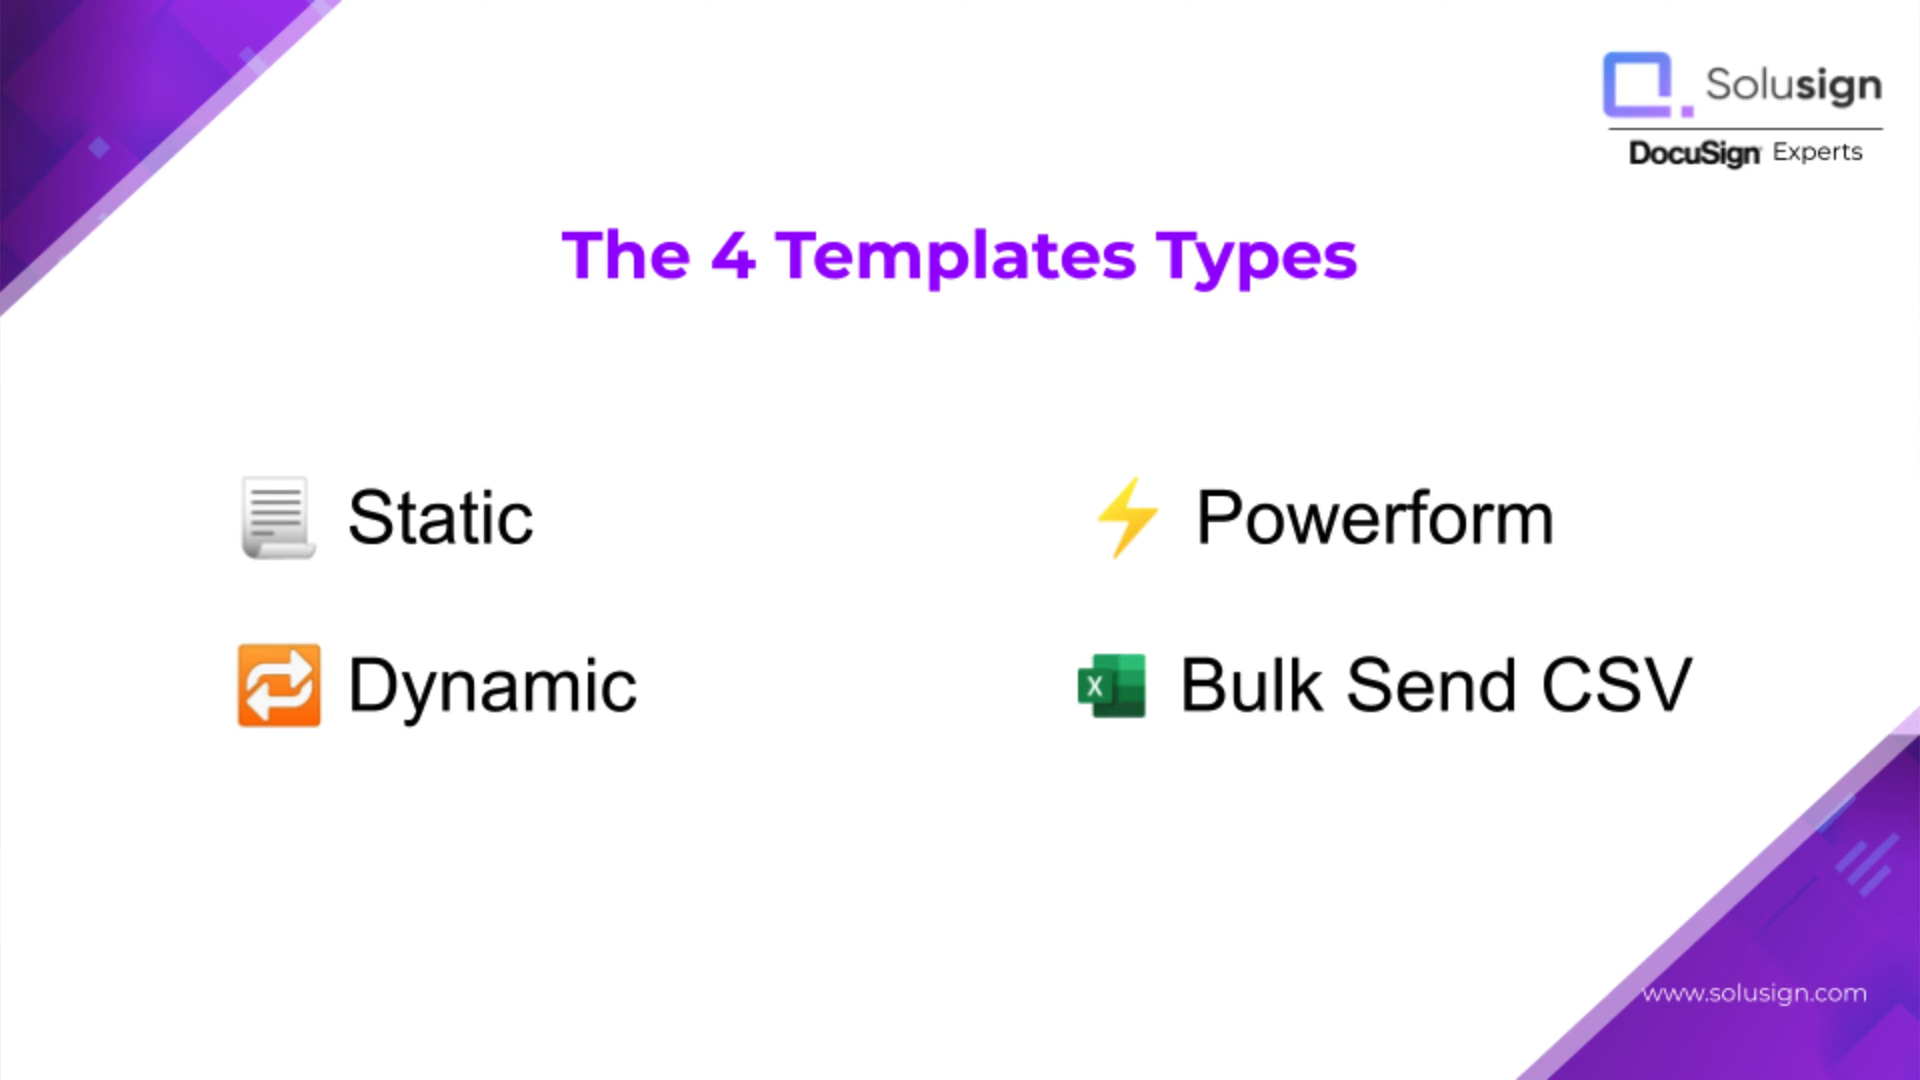 Solusign
DocuSign Experts
The 4 Templates Types
Static
Powerform
Dynamic
X
Bulk Send CSV
www.solusign.com